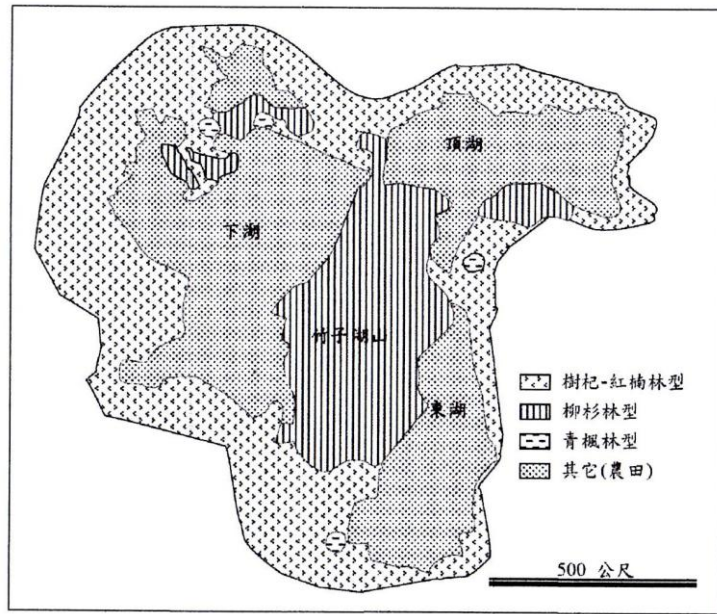 頂湖
下湖
竹子湖山
東湖
樹杞-紅楠林型
柳杉林型
青楓林型
其它(農田)
500 公尺